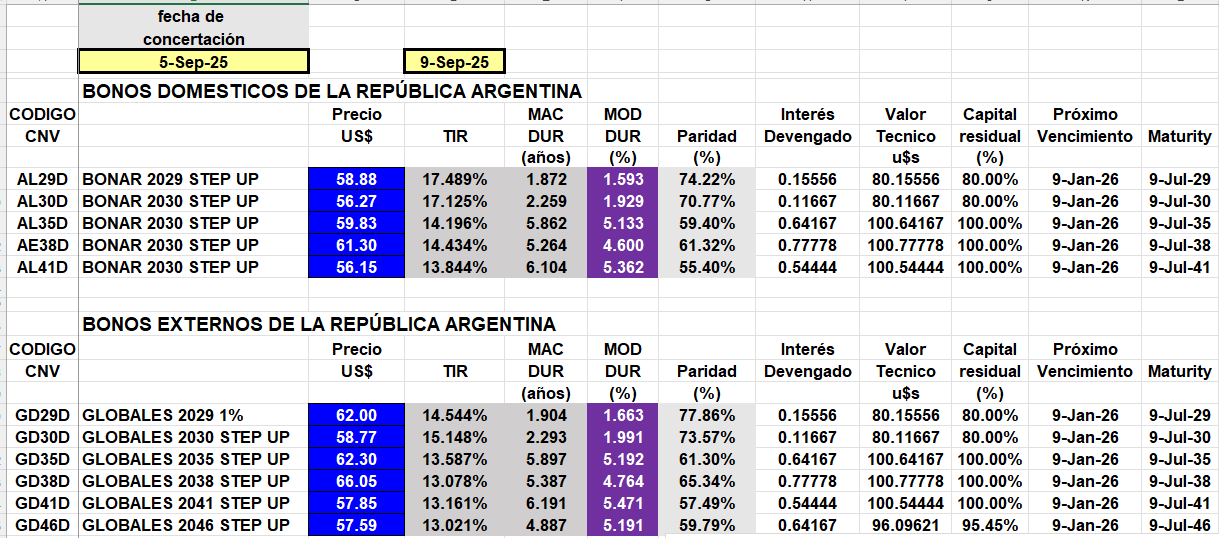 fecha de
concertación
5-Sep-25 9-Sep-25
BONOS DOMESTICOS DE LA REPÚBLICA ARGENTINA
CODIGO Precio MAC MOD Interés Valor Capital Próximo
CNV US$ TIR DUR DUR Paridad Devengado Tecnico residual Vencimiento Maturity
(años) (%) (%) u$s (%)
AL29D BONAR 2029 STEP UP 58.88 17.489% 1.872 1.593 74.22% 0.15556 80.15556 80.00% 9-Jan-26 9-Jul-29
AL30D BONAR 2030 STEP UP 56.27 17.125% 2.259 1.929 70.77% 0.11667 80.11667 80.00% 9-Jan-26 9-Jul-30
AL35D BONAR 2030 STEP UP 59.83 14.196% 5.862 5.133 59.40% 0.64167 100.64167 100.00% 9-Jan-26 9-Jul-35
AE38D BONAR 2030 STEP UP 61.30 14.434% 5.264 4.600 61.32% 0.77778 100.77778 100.00% 9-Jan-26 9-Jul-38
AL41D BONAR 2030 STEP UP 56.15 13.844% 6.104 5.362 55.40% 0.54444 100.54444 100.00% 9-Jan-26 9-Jul-41
BONOS EXTERNOS DE LA REPÚBLICA ARGENTINA
CODIGO Precio MAC MOD Interés Valor Capital Próximo
CNV US$ TIR DUR DUR Paridad Devengado Tecnico residual Vencimiento Maturity
(años) (%) (%) u$s (%)
GD29D GLOBALES 2029 1% 62.00 14.544% 1.904 1.663 77.86% 0.15556 80.15556 80.00% 9-Jan-26 9-Jul-29
GD30D GLOBALES 2030 STEP UP 58.77 15.148% 2.293 1.991 73.57% 0.11667 80.11667 80.00% 9-Jan-26 9-Jul-30
GD35D GLOBALES 2035 STEP UP 62.30 13.587% 5.897 5.192 61.30% 0.64167 100.64167 100.00% 9-Jan-26 9-Jul-35
GD38D GLOBALES 2038 STEP UP 66.05 13.078% 5.387 4.764 65.34% 0.77778 100.77778 100.00% 9-Jan-26 9-Jul-38
GD41D GLOBALES 2041 STEP UP 57.85 13.161% 6.191 5.471 57.49% 0.54444 100.54444 100.00% 9-Jan-26 9-Jul-41
GD46D GLOBALES 2046 STEP UP 57.59 13.021% 4.887 5.191 59.79% 0.64167 96.09621 95.45% 9-Jan-26 9-Jul-46